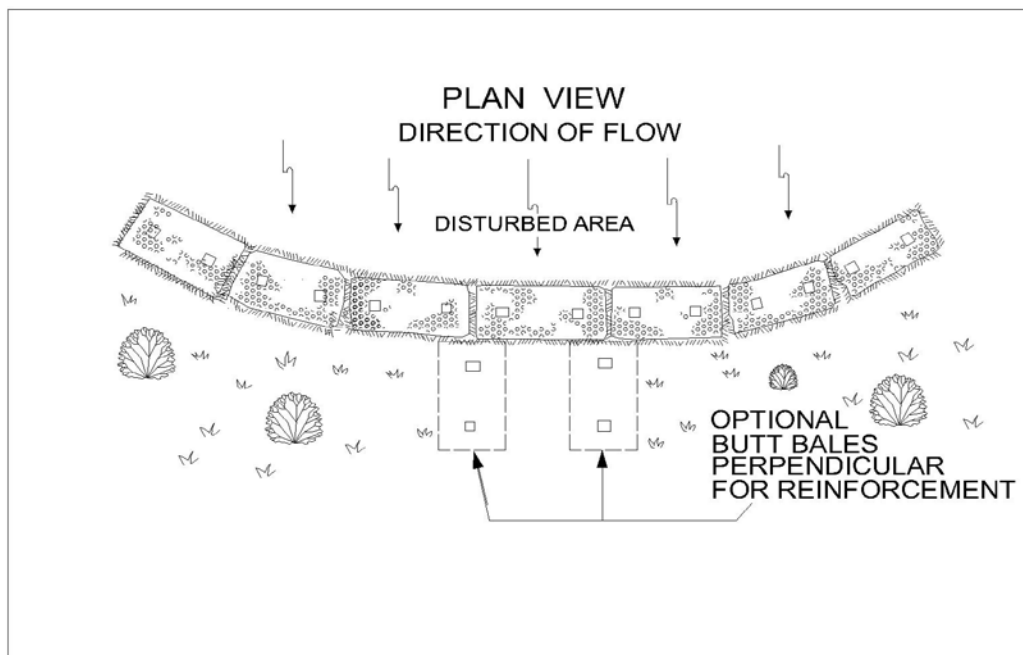 PLAN VIEW
DIRECTION OF FLOW
DISTURBED AREA
OPTIONAL
BUTT BALES
PERPENDICULAR
FOR REINFORCEMENT